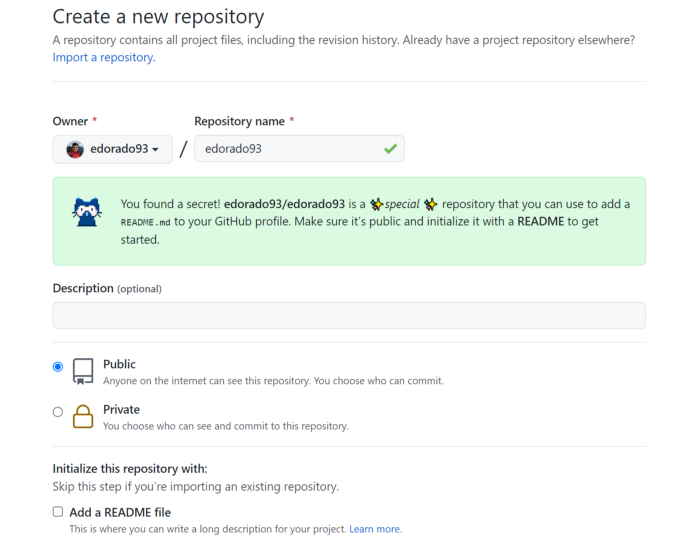 Create a new repository
A repository contains all project files, including the revision history. Already have a project repository elsewhere?
Import a repository.
Owner *
Repository name *
edorado93
/
edorado93
You found a secret! edorado93/edorado93 is a ✨special ✨ repository that you can use to add a
README.md to your GitHub profile. Make sure it's public and initialize it with a README to get
started.
Description (optional)
Public
Anyone on the internet can see this repository. You choose who can commit.
Private
You choose who can see and commit to this repository.
Initialize this repository with:
Skip this step if you're importing an existing repository.
Add a README file
This is where you can write a long description for your project. Learn more.